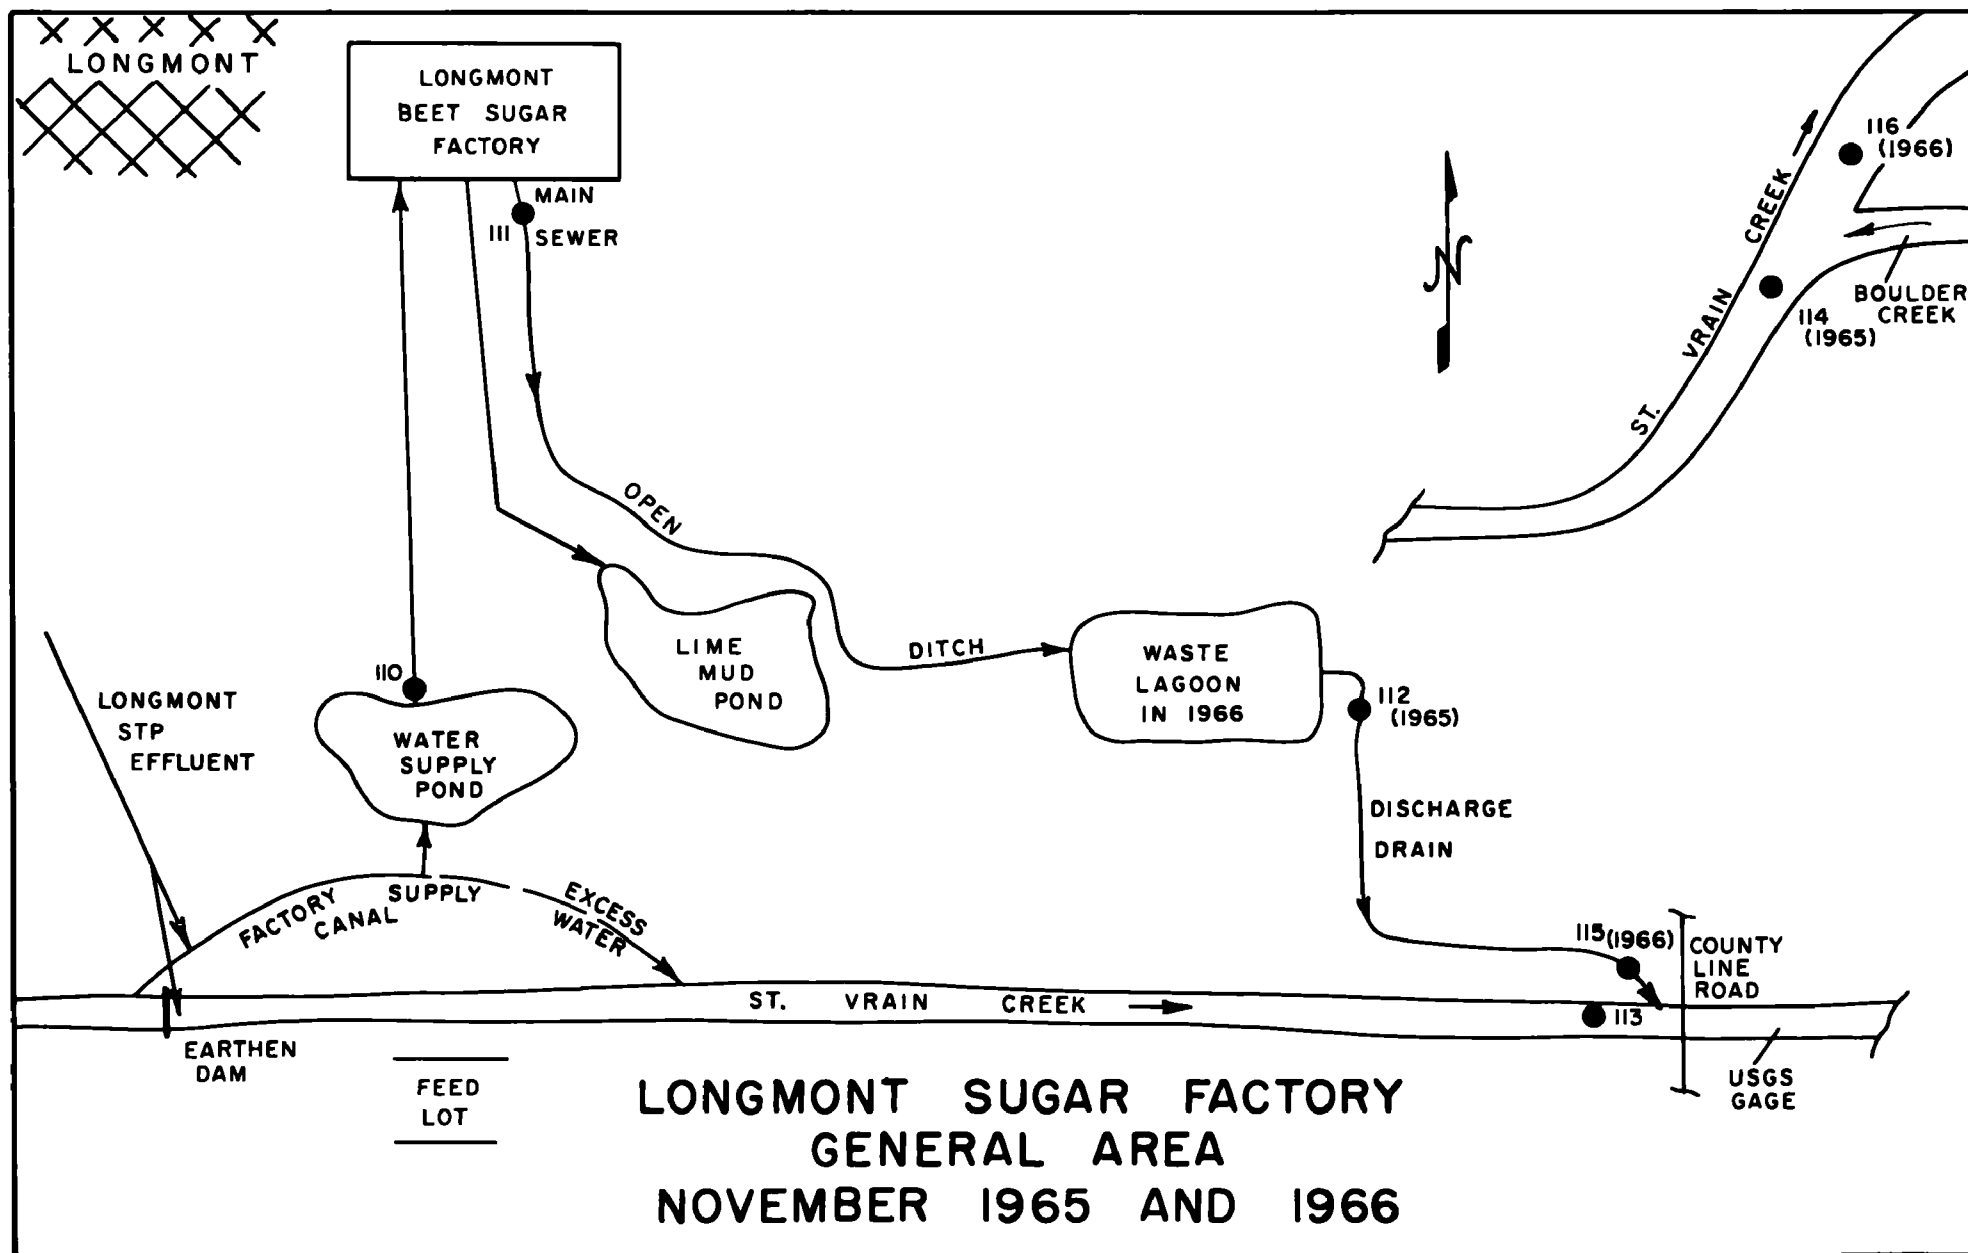 LONGMONT
LONGMONT
BEET SUGAR
FACTORY
MAIN
111 SEWER
116
(1966)
CREEK
N
VRAIN
ST.
BOULDER
CREEK
114
(1965)
OPEN
DITCH
LIME
MUD
POND
WASTE
LAGOON
IN 1966
112
(1965)
110
LONGMONT
STP
EFFLUENT
WATER
SUPPLY
POND
DISCHARGE
DRAIN
FACTORY SUPPLY
CANAL
EXCESS
WATER
115 (1966)
COUNTY
LINE
ROAD
ST. VRAIN CREEK
113
EARTHEN
DAM
FEED
LOT
USGS
GAGE
LONGMONT SUGAR FACTORY
GENERAL AREA
NOVEMBER 1965 AND 1966